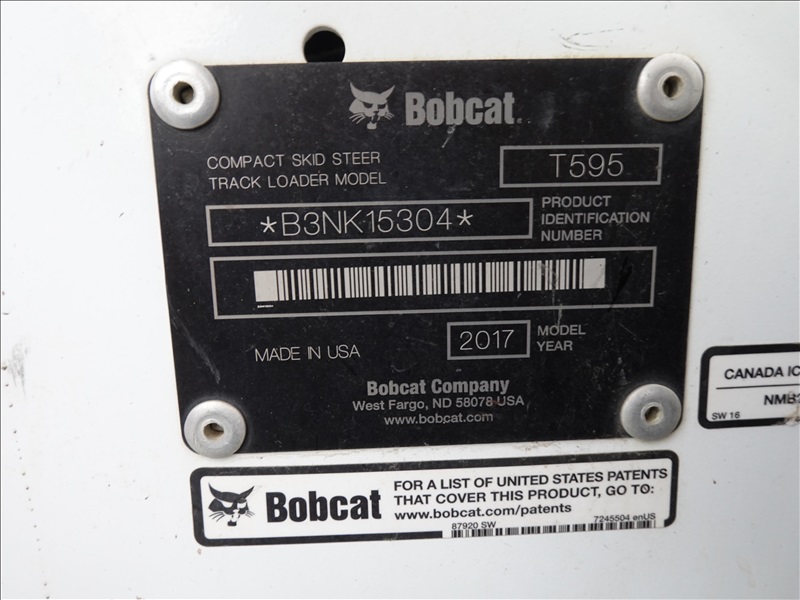 Bobcat
COMPACT SKID STEER
TRACK LOADER MODEL
T595
*B3NK15304*
PRODUCT
IDENTIFICATION
NUMBER
MADE IN USA
2017
MODEL
YEAR
Bobcat Company
West Fargo, ND 58078-USA
www.bobcat.com
CANADA IC
SW 16
Bobcat
FOR A LIST OF UNITED STATES PATENTS
THAT COVER THIS PRODUCT, GO TO:
www.bobcat.com/patents
87920 SW
7245504 enUS